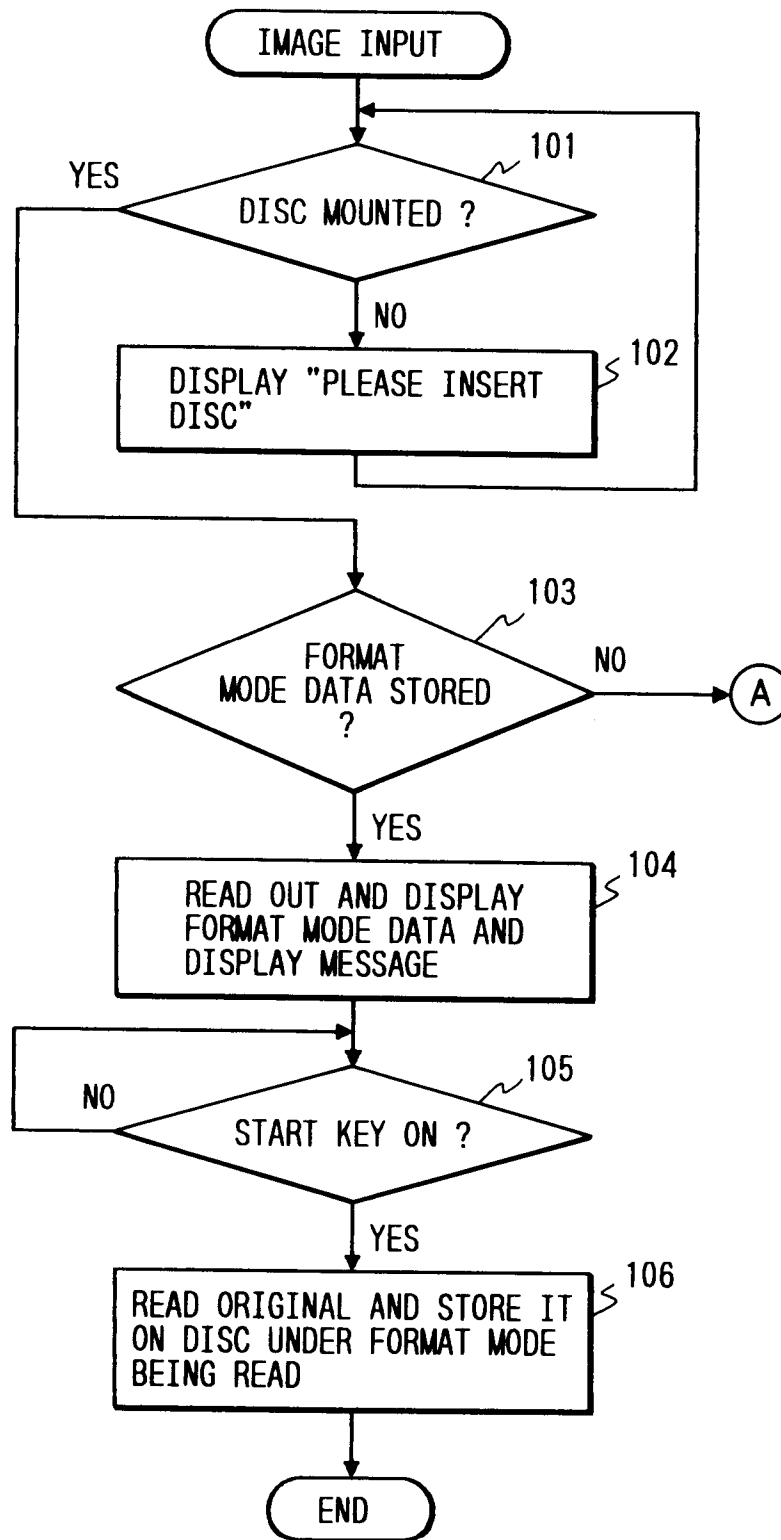 IMAGE INPUT
101
YES
DISC MOUNTED ?
NO
102
DISPLAY "PLEASE INSERT
DISC"
103
FORMAT
MODE DATA STORED
?
NO
A
YES
104
READ OUT AND DISPLAY
FORMAT MODE DATA AND
DISPLAY MESSAGE
105
NO
START KEY ON ?
YES
106
READ ORIGINAL AND STORE IT
ON DISC UNDER FORMAT MODE
BEING READ
END